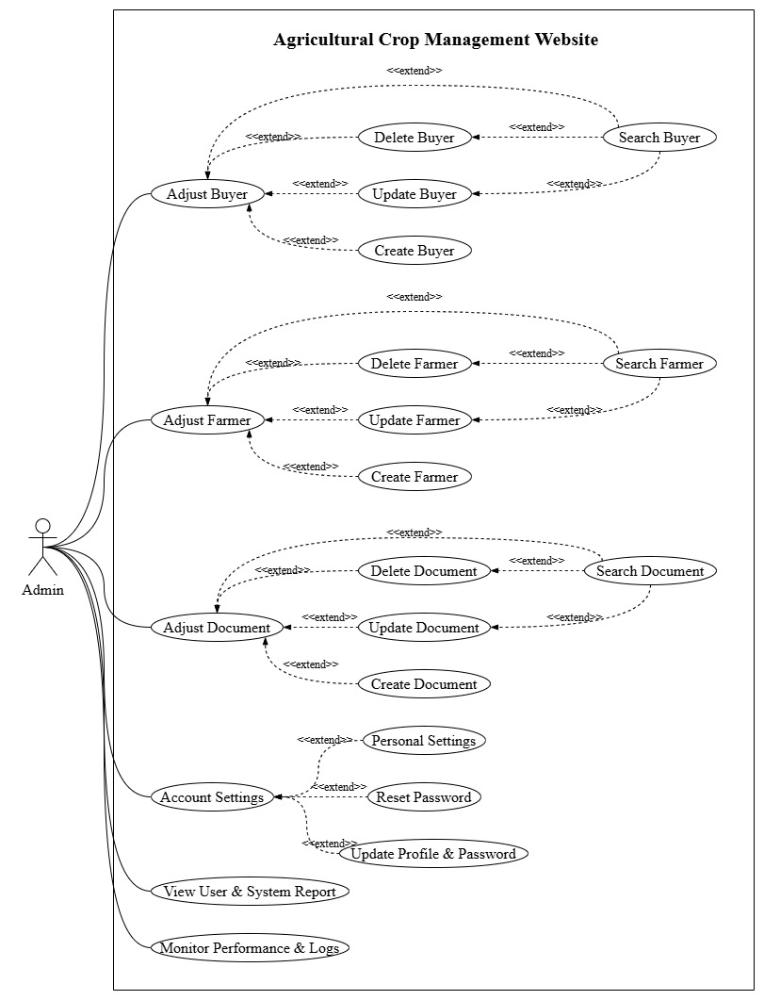 Agricultural Crop Management Website
<<extend>>
<<extend>>
Delete Buyer
<<extend>>
Search Buyer
Adjust Buyer
<<extend>>
Update Buyer
<<extend>>
<<extend>>
Create Buyer
<<extend>>
<<extend>>
Delete Farmer
<<extend>>
Search Farmer
Adjust Farmer
<<extend>>
Update Farmer
<<extend>>
<<extend>>
Create Farmer
<<extend>>
<<extend>>
Delete Document
<<extend>>
Search Document
Admin
Adjust Document
<<extend>>
Update Document
<<extend>>
<<extend>>
Create Document
<<extend>>
Personal Settings
Account Settings
<<extend>>
Reset Password
<<extend>>
Update Profile & Password
View User & System Report
Monitor Performance & Logs